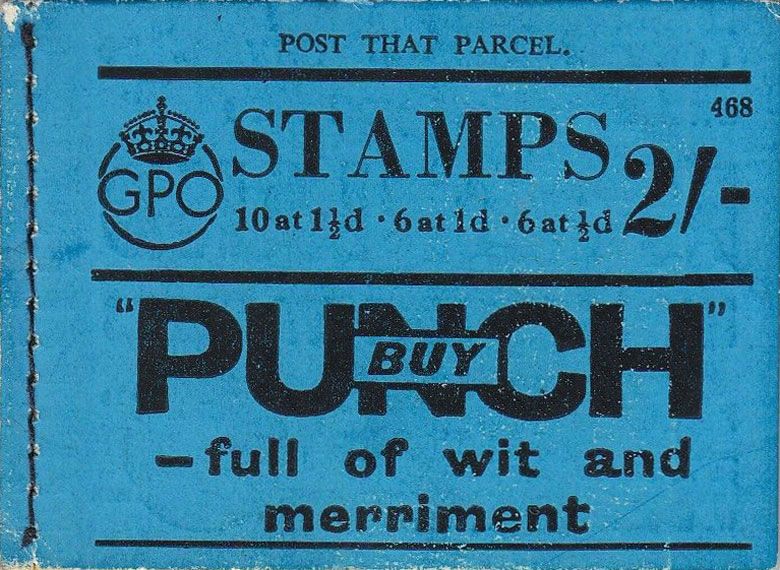 POST THAT PARCEL.
468
GPO
STAMPS 2/-
10 at 1½d · 6 at 1d · 6 at ½d
"PUNCH"
BUY
–full of wit and
merriment